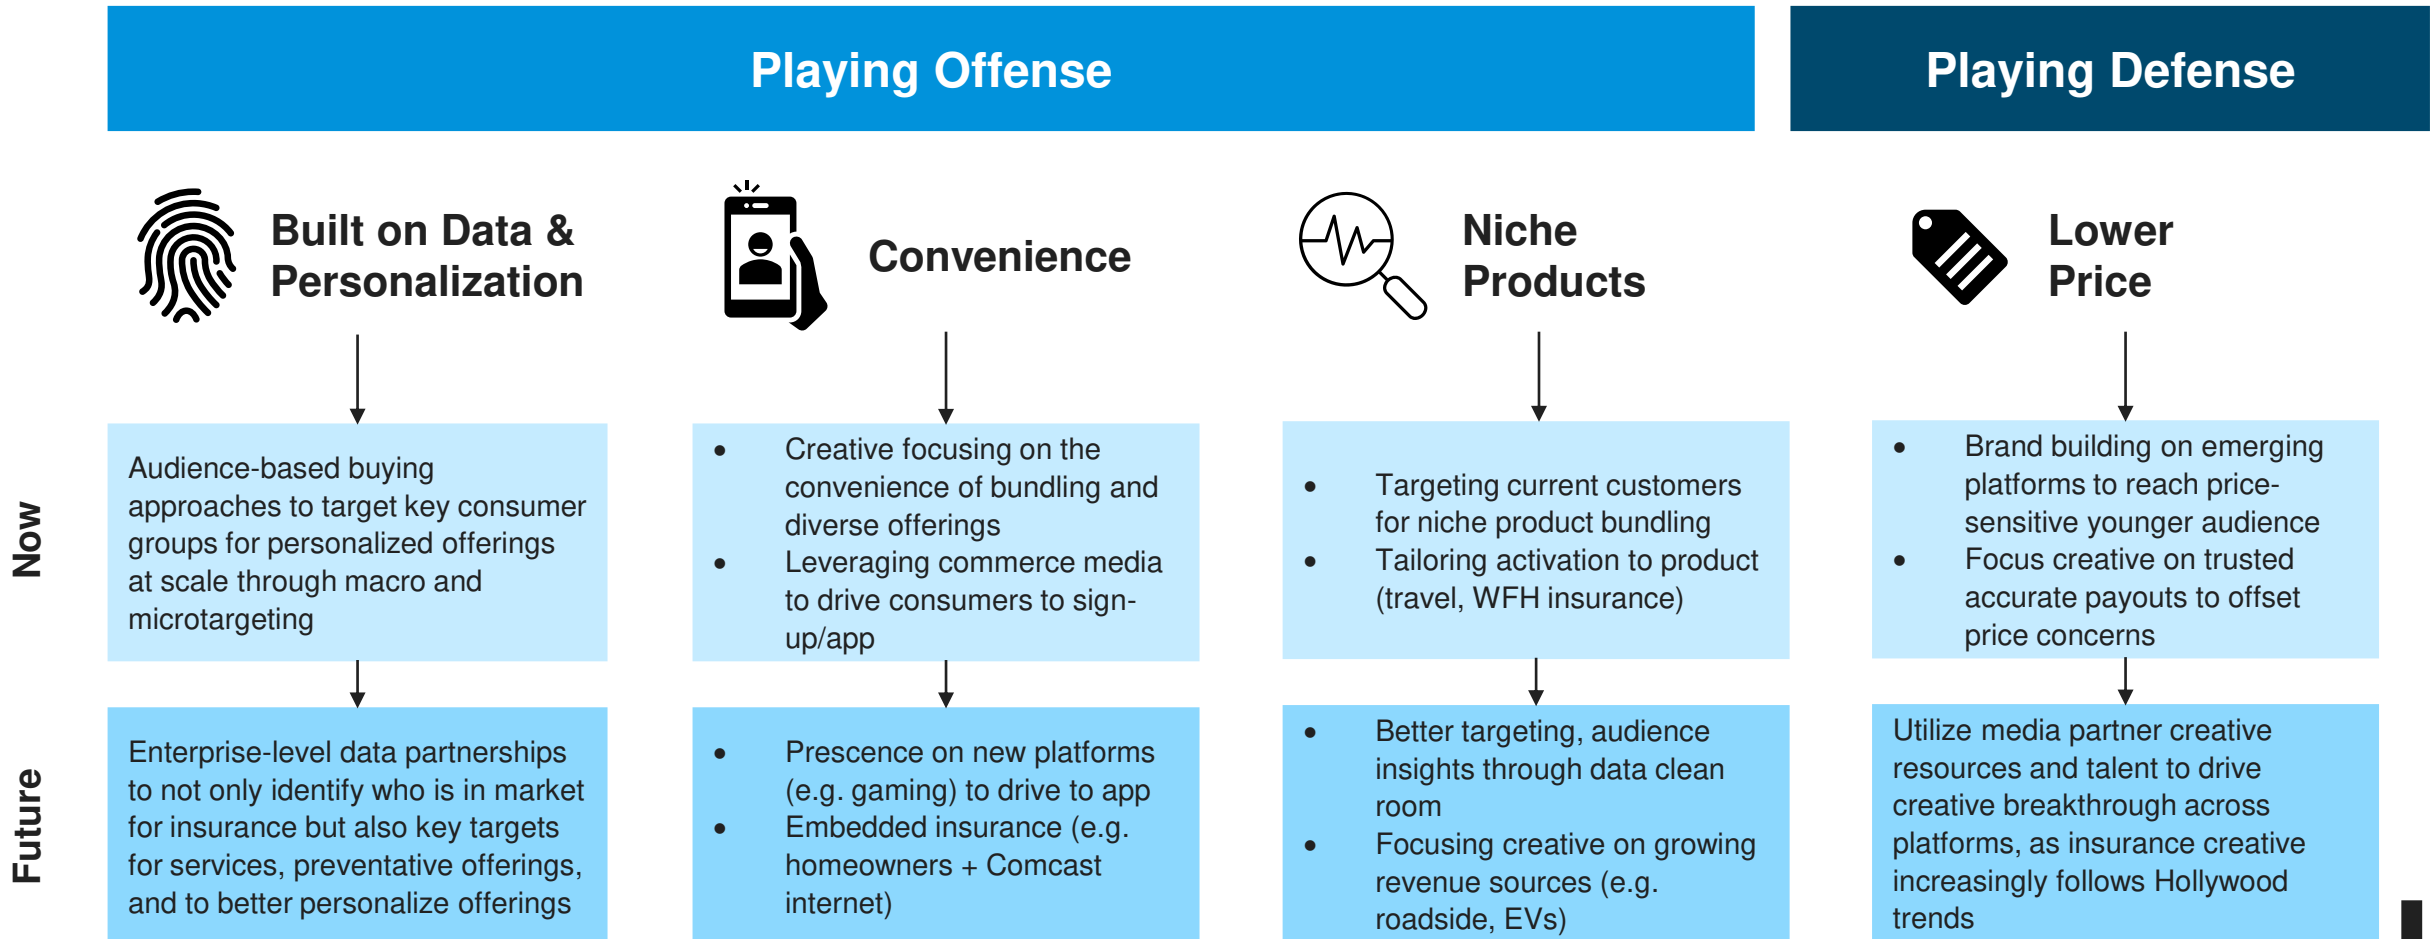 Playing Offense
Playing Defense
Built on Data &
Personalization
Convenience
Niche
Products
Lower
Price
Now
Audience-based buying
approaches to target key consumer
groups for personalized offerings
at scale through macro and
microtargeting
• Creative focusing on the
convenience of bundling and
diverse offerings
• Leveraging commerce media
to drive consumers to sign-
up/app
• Targeting current customers
for niche product bundling
• Tailoring activation to product
(travel, WFH insurance)
• Brand building on emerging
platforms to reach price-
sensitive younger audience
• Focus creative on trusted
accurate payouts to offset
price concerns
Future
Enterprise-level data partnerships
to not only identify who is in market
for insurance but also key targets
for services, preventative offerings,
and to better personalize offerings
• Prescence on new platforms
(e.g. gaming) to drive to app
• Embedded insurance (e.g.
homeowners + Comcast
internet)
• Better targeting, audience
insights through data clean
room
• Focusing creative on growing
revenue sources (e.g.
roadside, EVs)
Utilize media partner creative
resources and talent to drive
creative breakthrough across
platforms, as insurance creative
increasingly follows Hollywood
trends